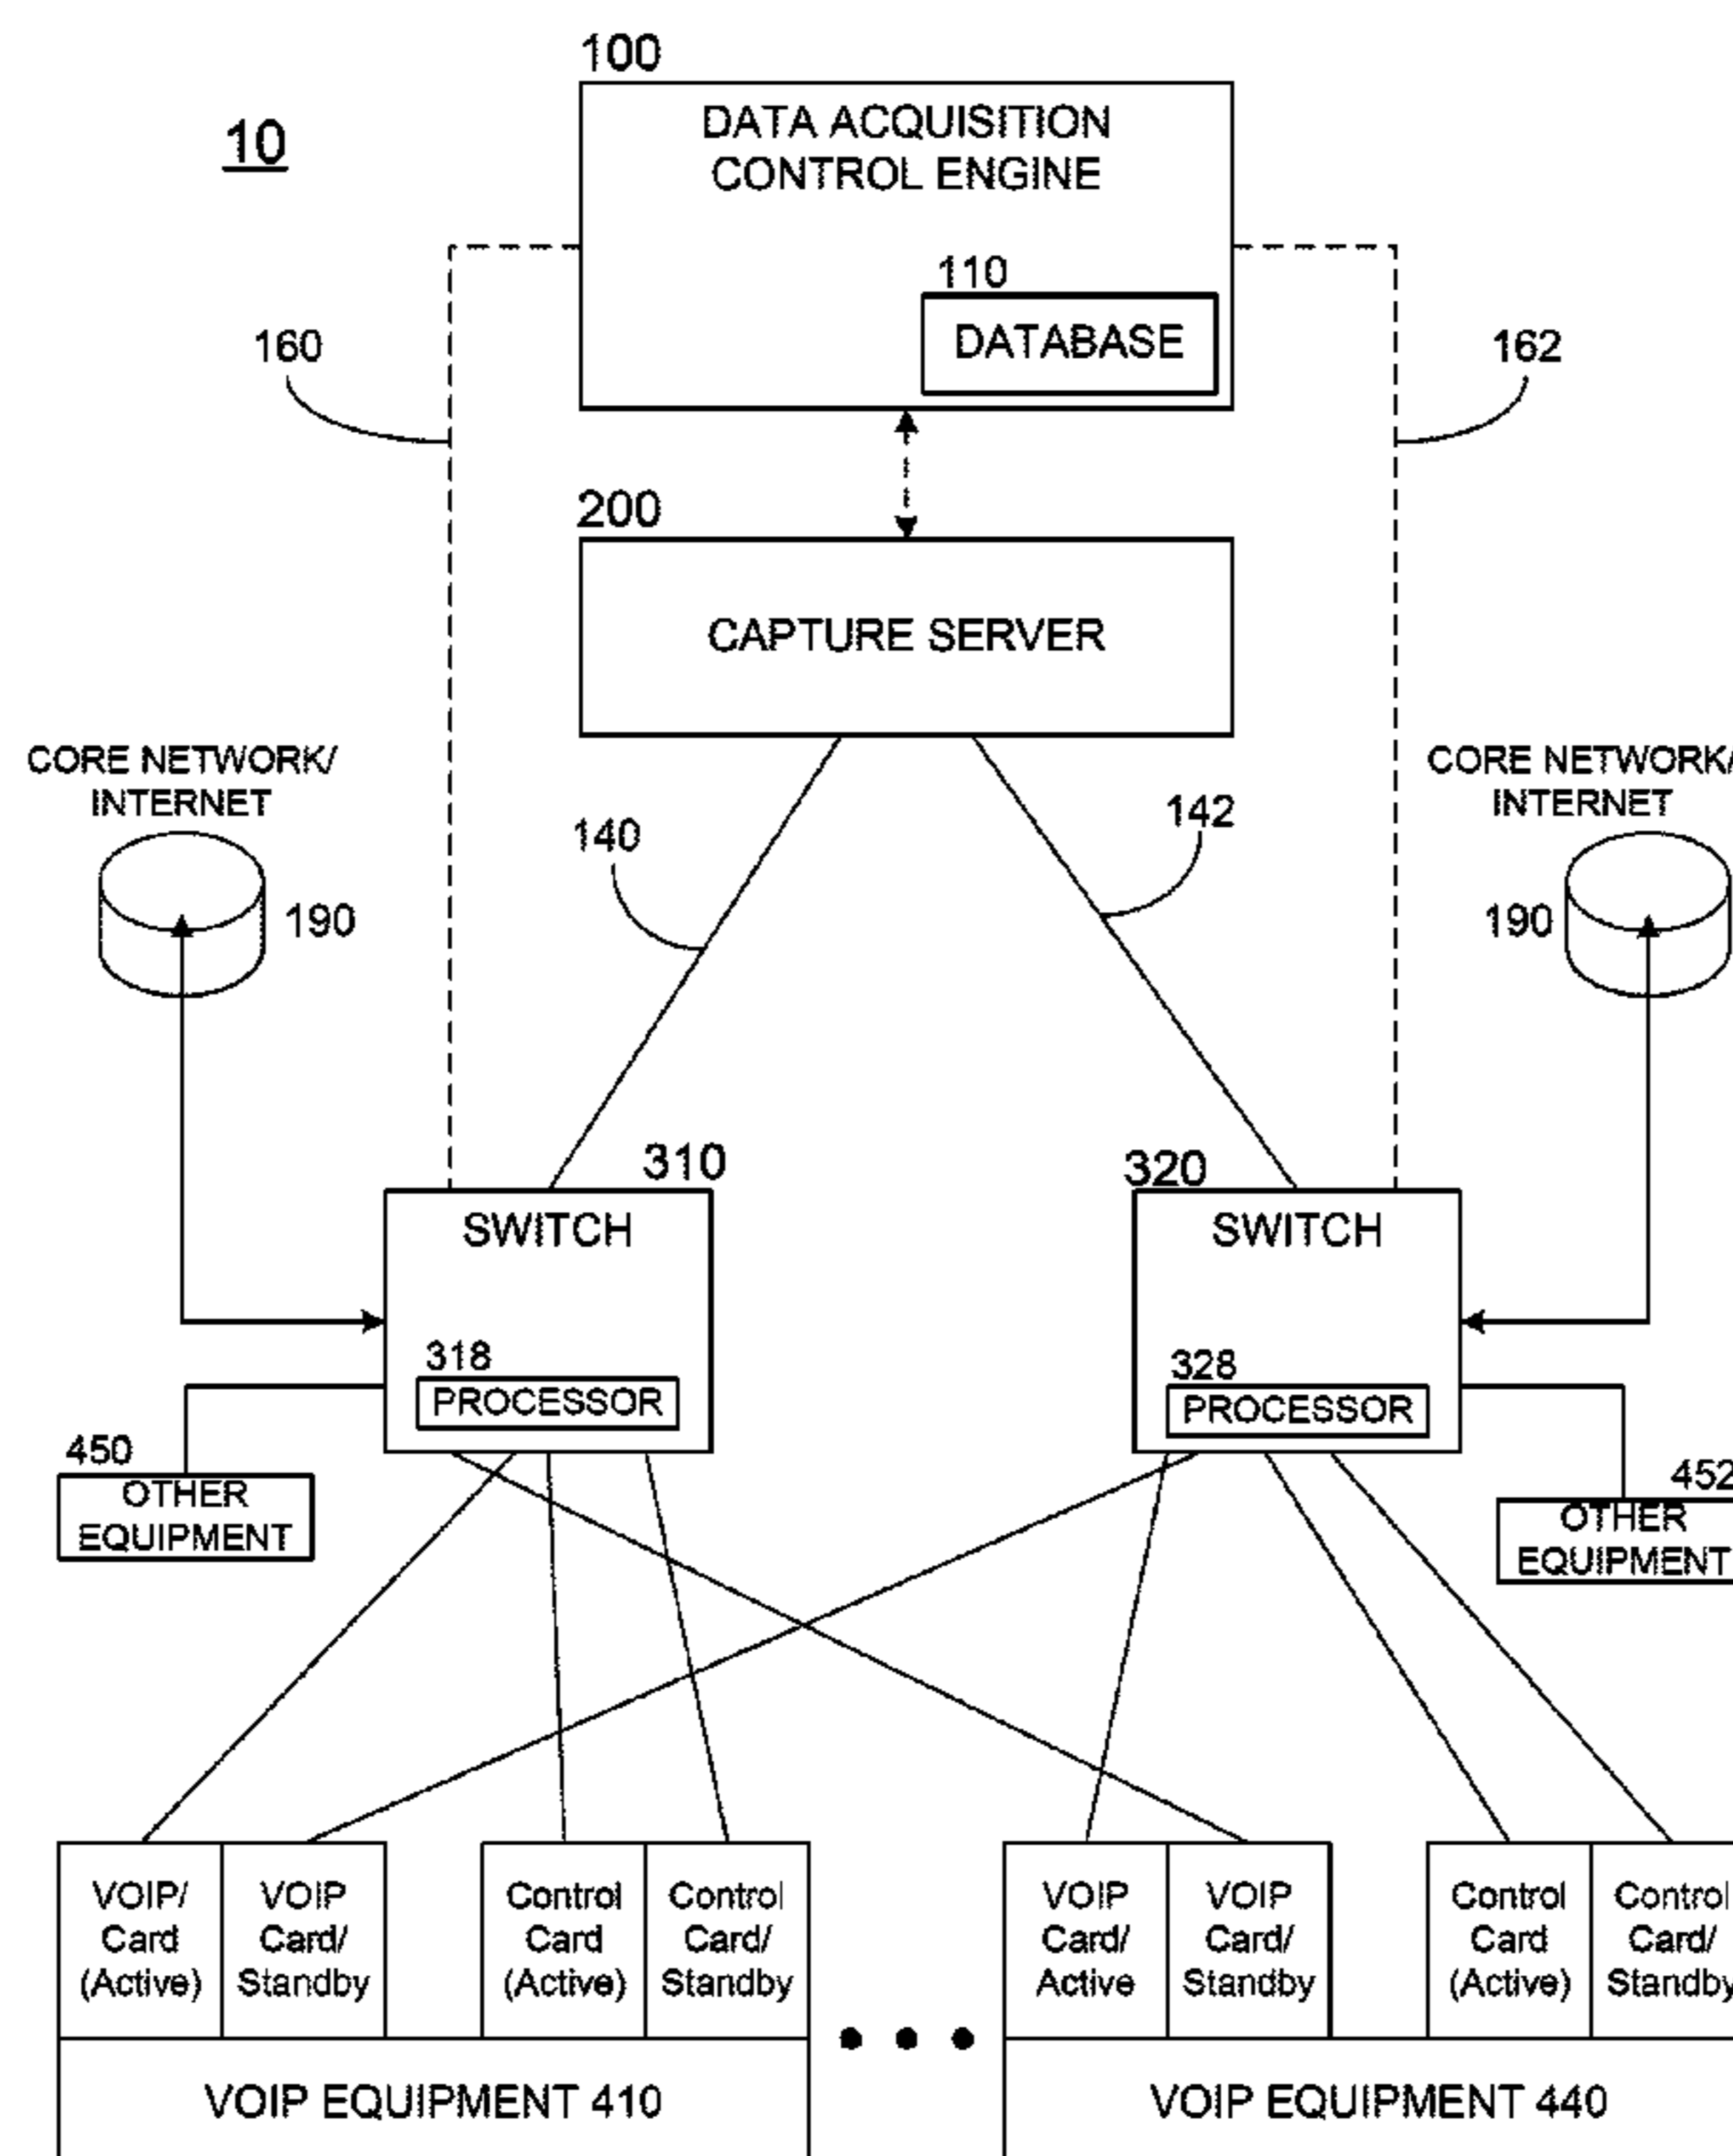 100
10
DATA ACQUISITION
CONTROL ENGINE
110
DATABASE
160
162
200
CAPTURE SERVER
CORE NETWORK/
INTERNET
CORE NETWORK/
INTERNET
140
142
190
190
310
320
SWITCH
SWITCH
318
PROCESSOR
328
PROCESSOR
450
OTHER
EQUIPMENT
452
OTHER
EQUIPMENT
VOIP/
Card
(Active)
VOIP
Card/
Standby
Control
Card
(Active)
Control
Card/
Standby
VOIP
Card/
Active
VOIP
Card/
Standby
Control
Card
(Active)
Control
Card/
Standby
VOIP EQUIPMENT 410
VOIP EQUIPMENT 440